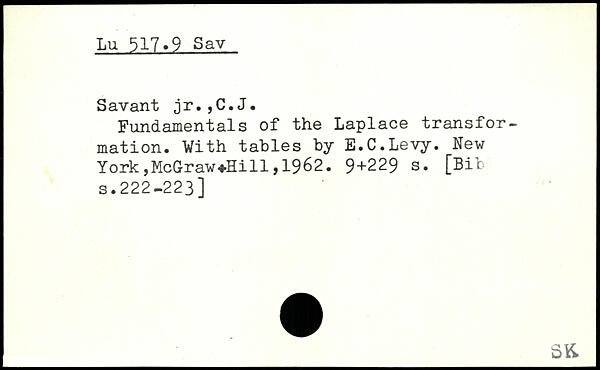 Lu 517.9 Sav
Savant jr.,C.J.
Fundamentals of the Laplace transfor-
mation. With tables by E.C.Levy. New
York,McGraw+Hill,1962. 9+229 s. [Bib
s.222-223]
SK